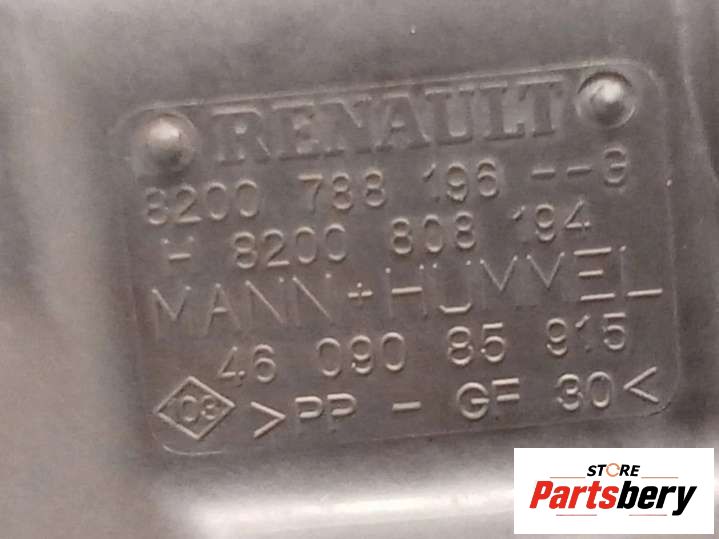 RENAULT
8200 788 196 --G
H 8200 808 194
MANN+HUMMEL
46 090 85 915
03 >PP - GF 30<
STORE
Partsbery